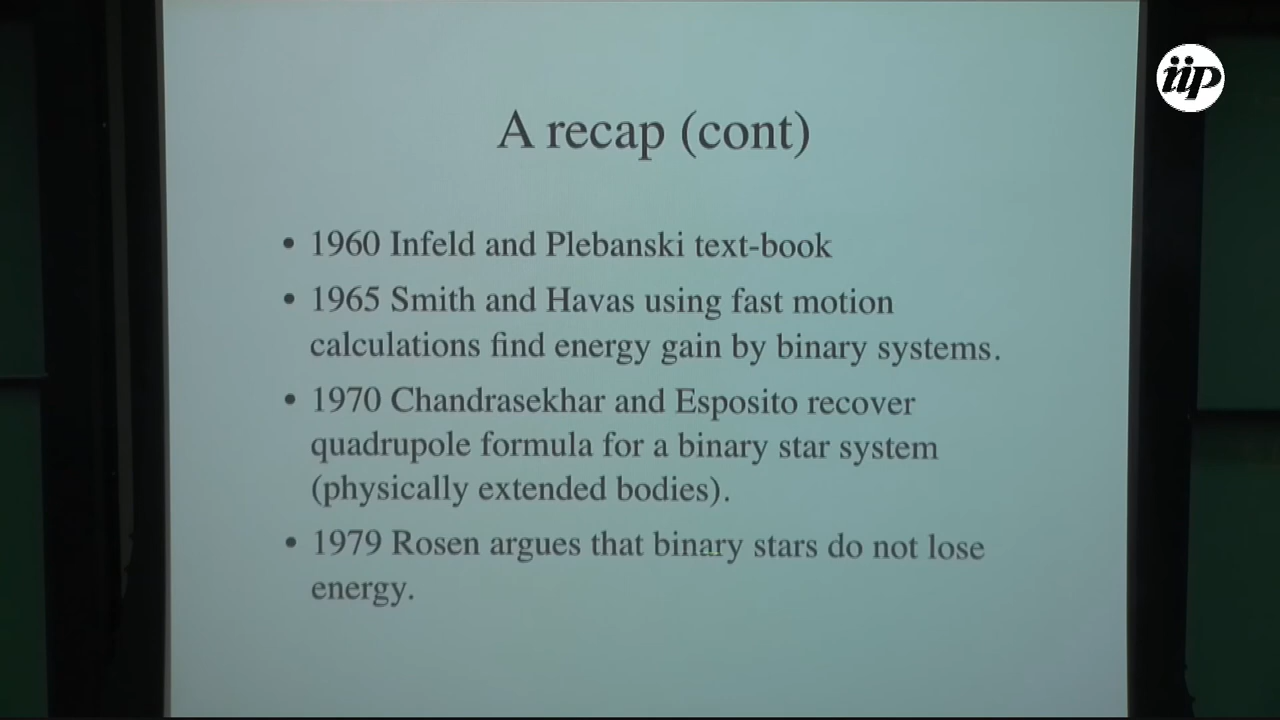 iip
A recap (cont)
• 1960 Infeld and Plebanski text-book
• 1965 Smith and Havas using fast motion
calculations find energy gain by binary systems.
• 1970 Chandrasekhar and Esposito recover
quadrupole formula for a binary star system
(physically extended bodies).
• 1979 Rosen argues that binary stars do not lose
energy.